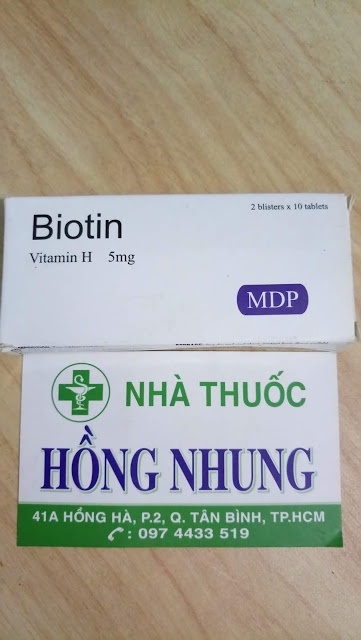 2 blisters x 10 tablets
Biotin
Vitamin H 5mg
MDP
NHÀ THUỐC
HỒNG NHUNG
41A HỒNG HÀ, P.2, Q. TÂN BÌNH, TP.HCM
: 097 4433 519